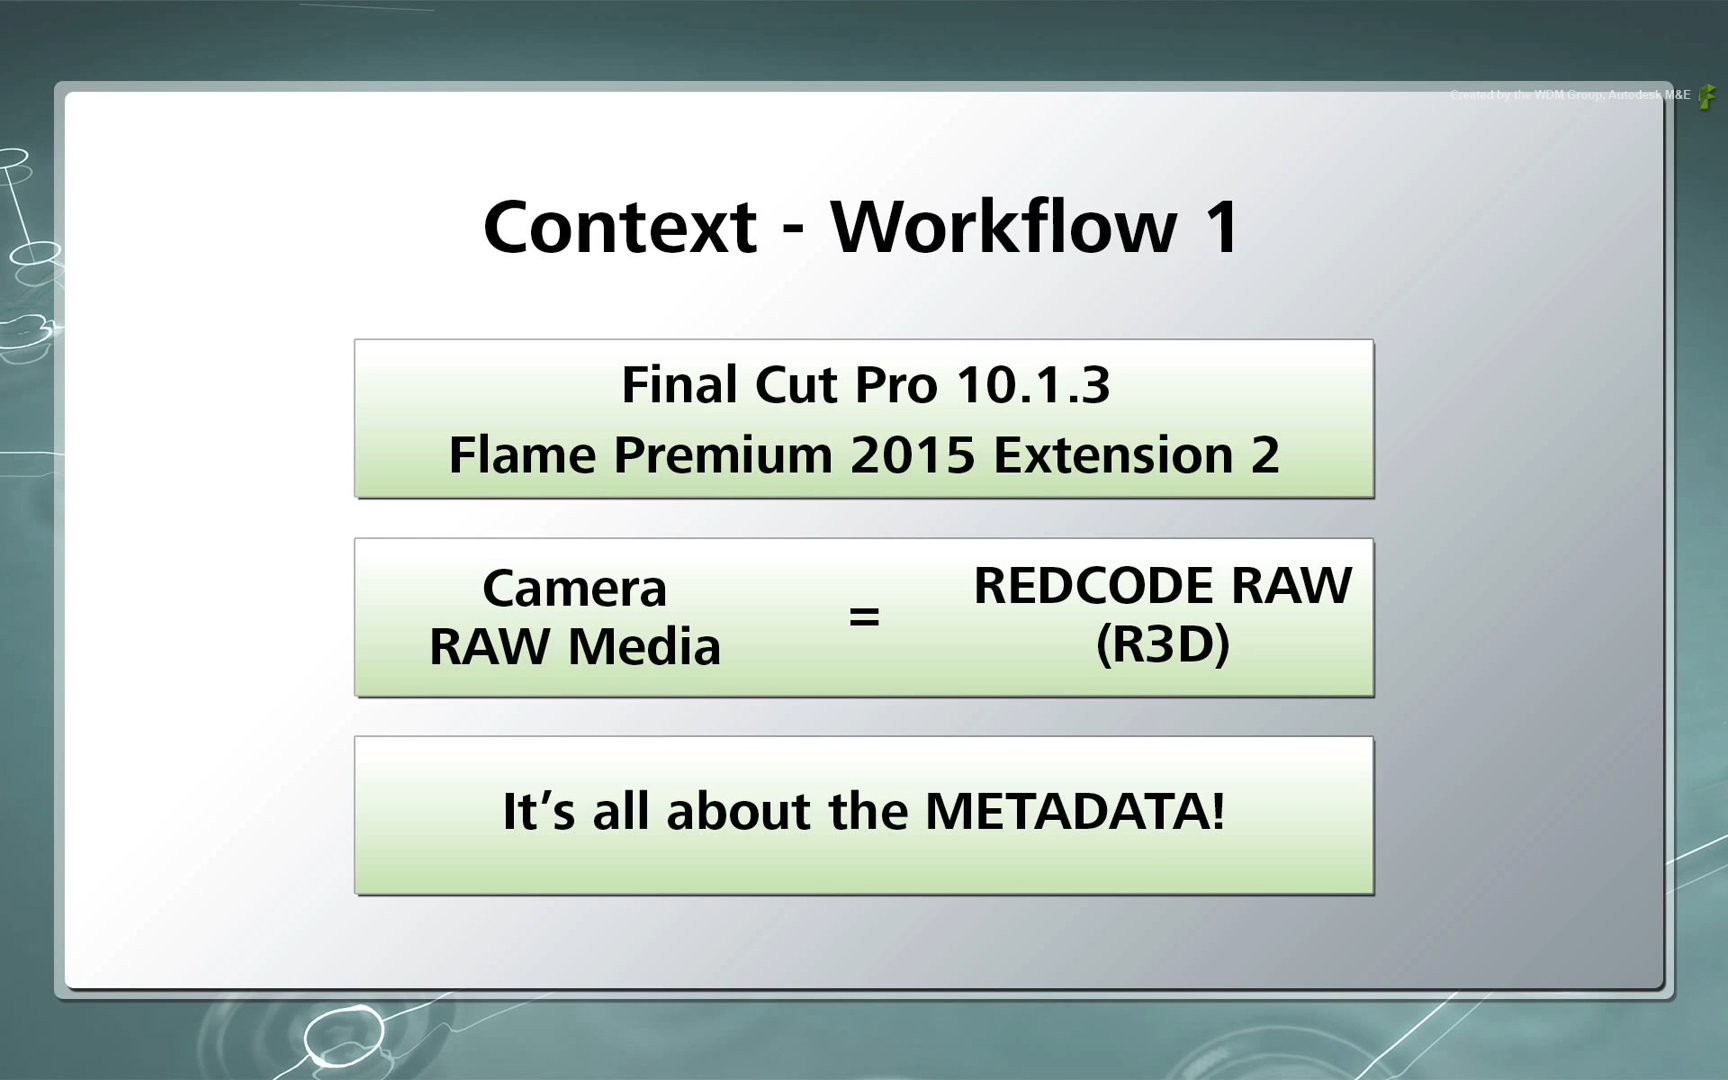 Created by the WDM Group, Autodesk M&E
Context - Workflow 1
Final Cut Pro 10.1.3
Flame Premium 2015 Extension 2
Camera
RAW Media
=
REDCODE RAW
(R3D)
It’s all about the METADATA!